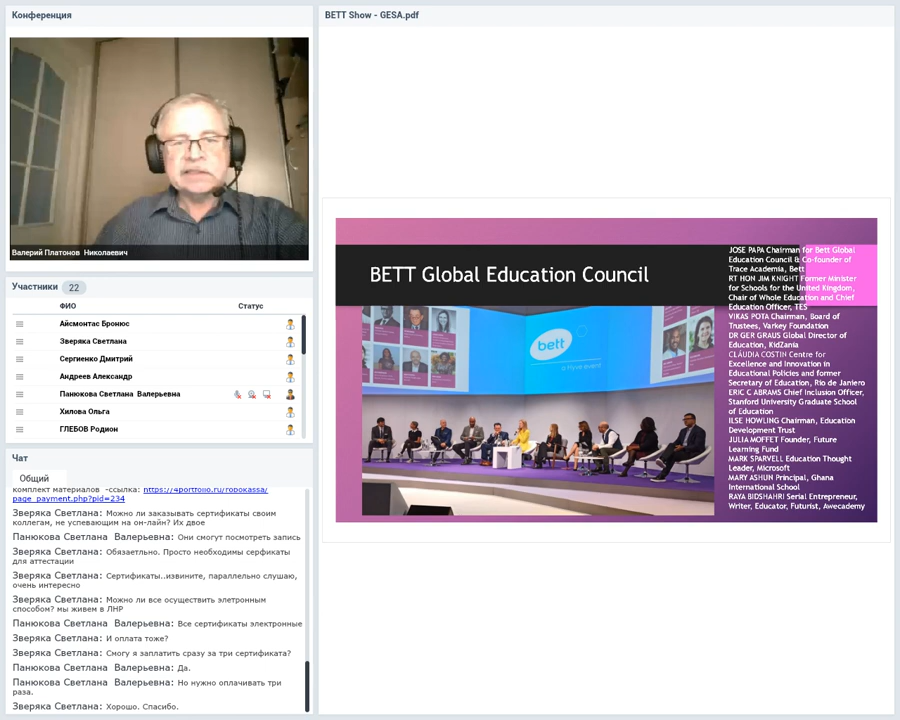 Конференция
Валерий Платонов Николаевич
Участники 22
ФИО Статус
Айсмонтас Бронюс
Зверяка Светлана
Сергиенко Дмитрий
Андреев Александр
Панюкова Светлана Валерьевна
Хилова Ольга
ГЛЕБОВ Родион
Чат
Общий
комплект материалов -ссылка: https://4portfolio.ru/robokassa/
page_payment.php?pid=234
Зверяка Светлана: Можно ли заказывать сертификаты своим
коллегам, не успевающим на он-лайн? Их двое
Панюкова Светлана Валерьевна: Они смогут посмотреть запись
Зверяка Светлана: Обязаетльно. Просто необходимы серфикаты
для аттестации
Зверяка Светлана: Сертификаты..извините, параллельно слушаю,
очень интересно
Зверяка Светлана: Можно ли все осуществить элетронным
способом? мы живем в ЛНР
Панюкова Светлана Валерьевна: Все сертификаты электронные
Зверяка Светлана: И оплата тоже?
Зверяка Светлана: Смогу я заплатить сразу за три сертификата?
Панюкова Светлана Валерьевна: Да.
Панюкова Светлана Валерьевна: Но нужно оплачивать три
раза.
Зверяка Светлана: Хорошо. Спасибо.
BETT Show - GESA.pdf
BETT Global Education Council
bett
a hyve event
JOSE PAPA Chairman for Bett Global
Education Council & Co-founder of
Trace Academia, Bett
RT HON JIM KNIGHT Former Minister
for Schools for the United Kingdom,
Chair of Whole Education and Chief
Education Officer, TES
VIKAS POTA Chairman, Board of
Trustees, Varkey Foundation
DR GER GRAUS Global Director of
Education, KidZania
CLÁUDIA COSTIN Centre for
Excellence and Innovation in
Educational Policies and former
Secretary of Education, Rio de Janiero
ERIC C ABRAMS Chief Inclusion Officer,
Stanford University Graduate School
of Education
ILSE HOWLING Chairman, Education
Development Trust
JULIA MOFFET Founder, Future
Learning Fund
MARK SPARVELL Education Thought
Leader, Microsoft
MARY ASHUN Principal, Ghana
International School
RAYA BIDSHAHRI Serial Entrepreneur,
Writer, Educator, Futurist, Awecademy